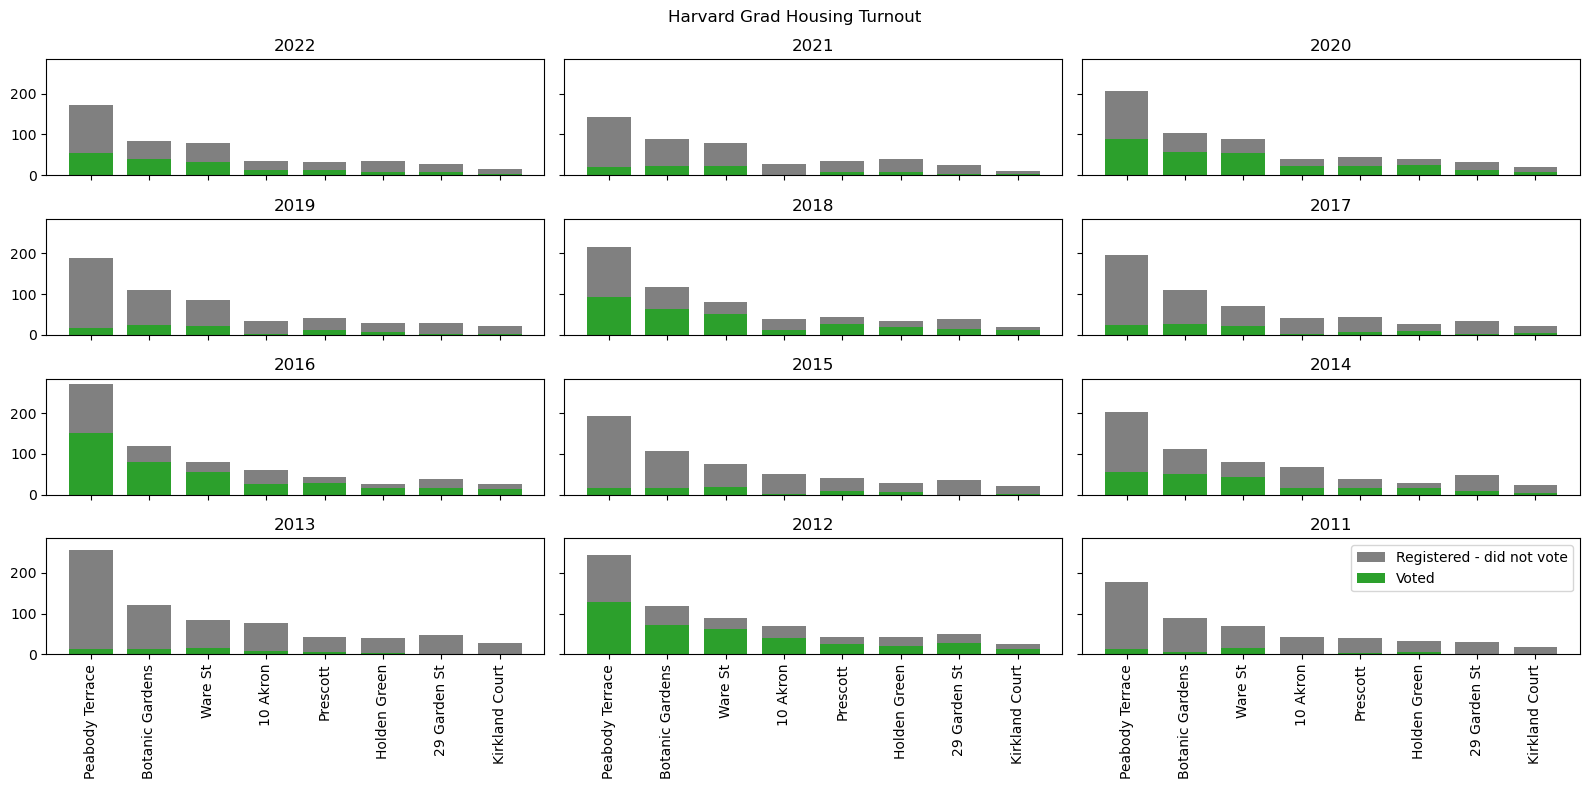 Harvard Grad Housing Turnout
2022
2021
2020
200
100
0
2019
2018
2017
200
100
0
2016
2015
2014
200
100
0
2013
2012
2011
200
100
0
Registered - did not vote
Voted
Peabody Terrace
Botanic Gardens
Ware St
10 Akron
Prescott
Holden Green
29 Garden St
Kirkland Court
Peabody Terrace
Botanic Gardens
Ware St
10 Akron
Prescott
Holden Green
29 Garden St
Kirkland Court
Peabody Terrace
Botanic Gardens
Ware St
10 Akron
Prescott
Holden Green
29 Garden St
Kirkland Court